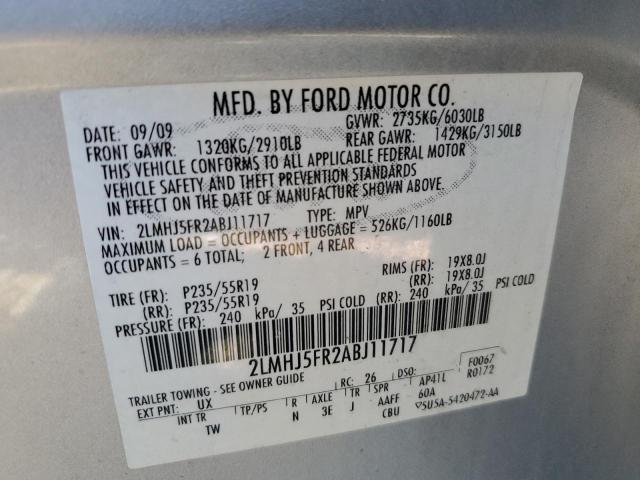 MFD. BY FORD MOTOR CO.
DATE: 09/09 GVWR: 2735KG/6030LB
FRONT GAWR: 1320KG/2910LB REAR GAWR: 1429KG/3150LB
THIS VEHICLE CONFORMS TO ALL APPLICABLE FEDERAL MOTOR
VEHICLE SAFETY AND THEFT PREVENTION STANDARDS
IN EFFECT ON THE DATE OF MANUFACTURE SHOWN ABOVE.
VIN: 2LMHJ5FR2ABJ11717 TYPE: MPV
MAXIMUM LOAD = OCCUPANTS + LUGGAGE = 526KG/1160LB
OCCUPANTS = 6 TOTAL; 2 FRONT, 4 REAR
TIRE (FR): P235/55R19 RIMS (FR): 19X8.0J
(RR): P235/55R19 (RR): 19X8.0J
PRESSURE (FR): 240 kPa/ 35 PSI COLD (RR): 240 kPa/ 35 PSI COLD
2LMHJ5FR2ABJ11717
TRAILER TOWING - SEE OWNER GUIDE RC: 26 DSO: F0067
EXT PNT: UX R AXLE TR SPR AP41L R0172
INT TR TP/PS N 3E J AAFF 60A
TW CBU ▽5U5A-5420472-AA